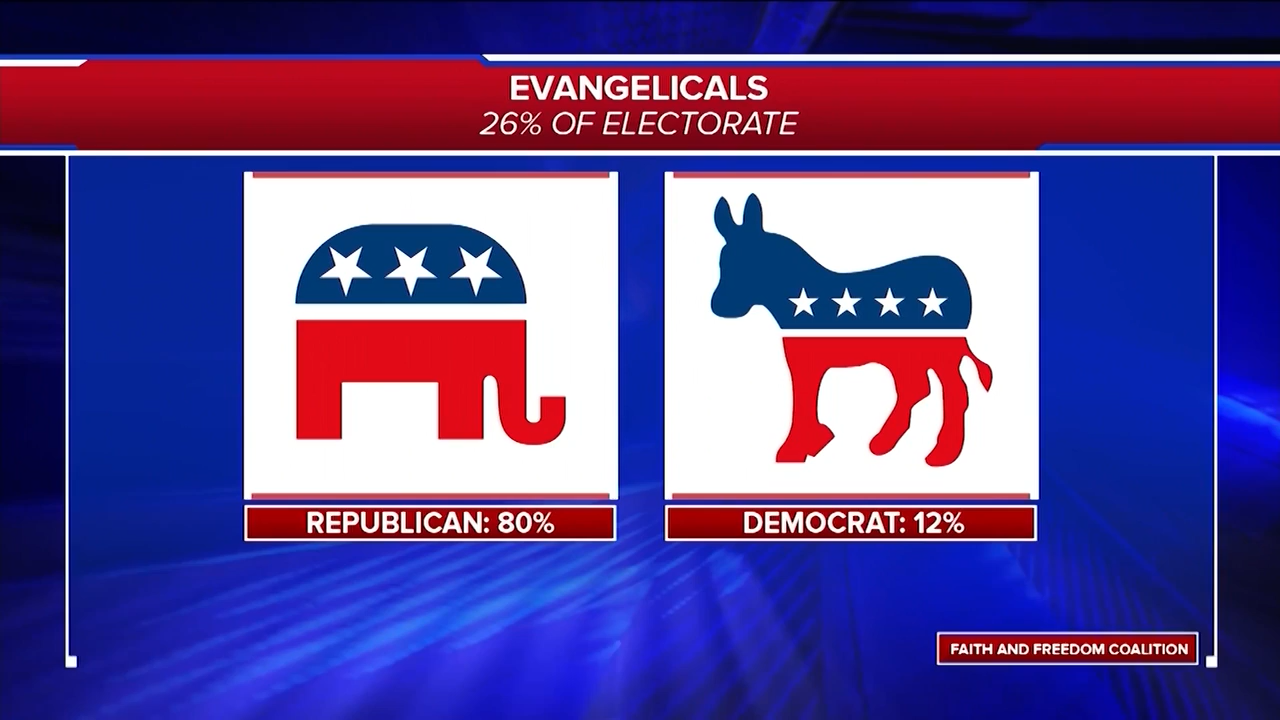 EVANGELICALS
26% OF ELECTORATE
REPUBLICAN: 80%
DEMOCRAT: 12%
FAITH AND FREEDOM COALITION